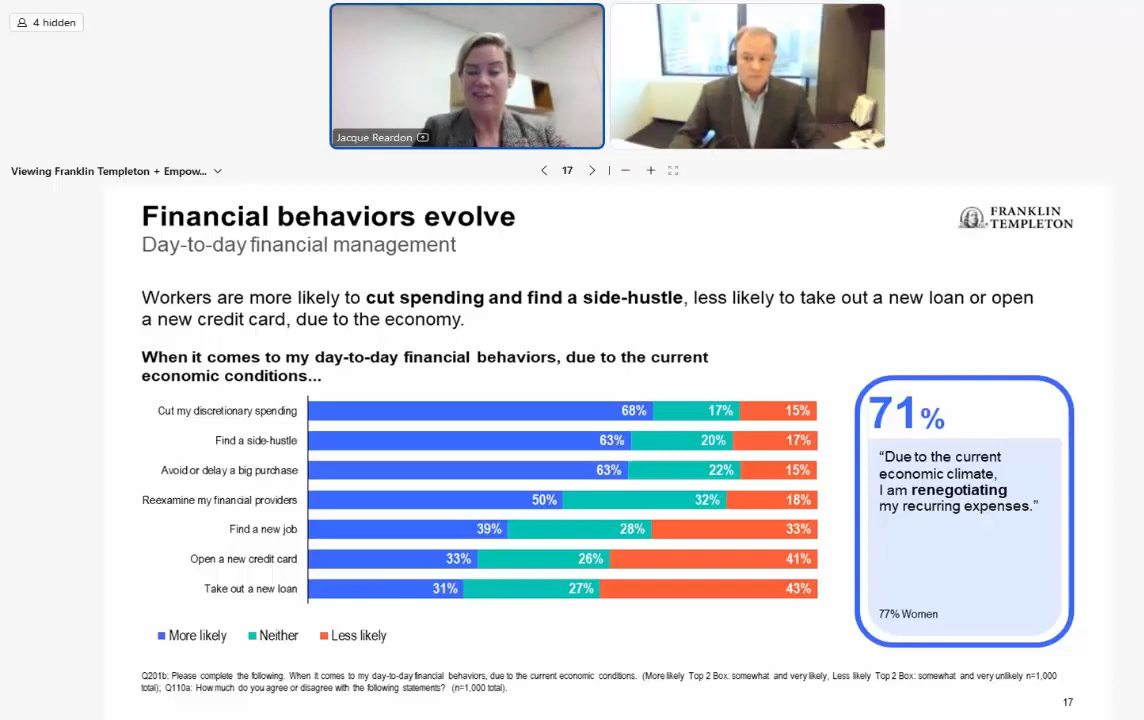 4 hidden
Jacque Reardon
Viewing Franklin Templeton + Empow...
17
Financial behaviors evolve
FRANKLIN
TEMPLETON
Day-to-day financial management
Workers are more likely to cut spending and find a side-hustle, less likely to take out a new loan or open
a new credit card, due to the economy.
When it comes to my day-to-day financial behaviors, due to the current
economic conditions...
Cut my discretionary spending 68% 17% 15%
Find a side-hustle 63% 20% 17%
Avoid or delay a big purchase 63% 22% 15%
Reexamine my financial providers 50% 32% 18%
Find a new job 39% 28% 33%
Open a new credit card 33% 26% 41%
Take out a new loan 31% 27% 43%
More likely Neither Less likely
71%
“Due to the current
economic climate,
I am renegotiating
my recurring expenses.”
77% Women
Q201b: Please complete the following. When it comes to my day-to-day financial behaviors, due to the current economic conditions. (More likely Top 2 Box: somewhat and very likely, Less likely Top 2 Box: somewhat and very unlikely n=1,000
total); Q110a: How much do you agree or disagree with the following statements? (n=1,000 total).
17